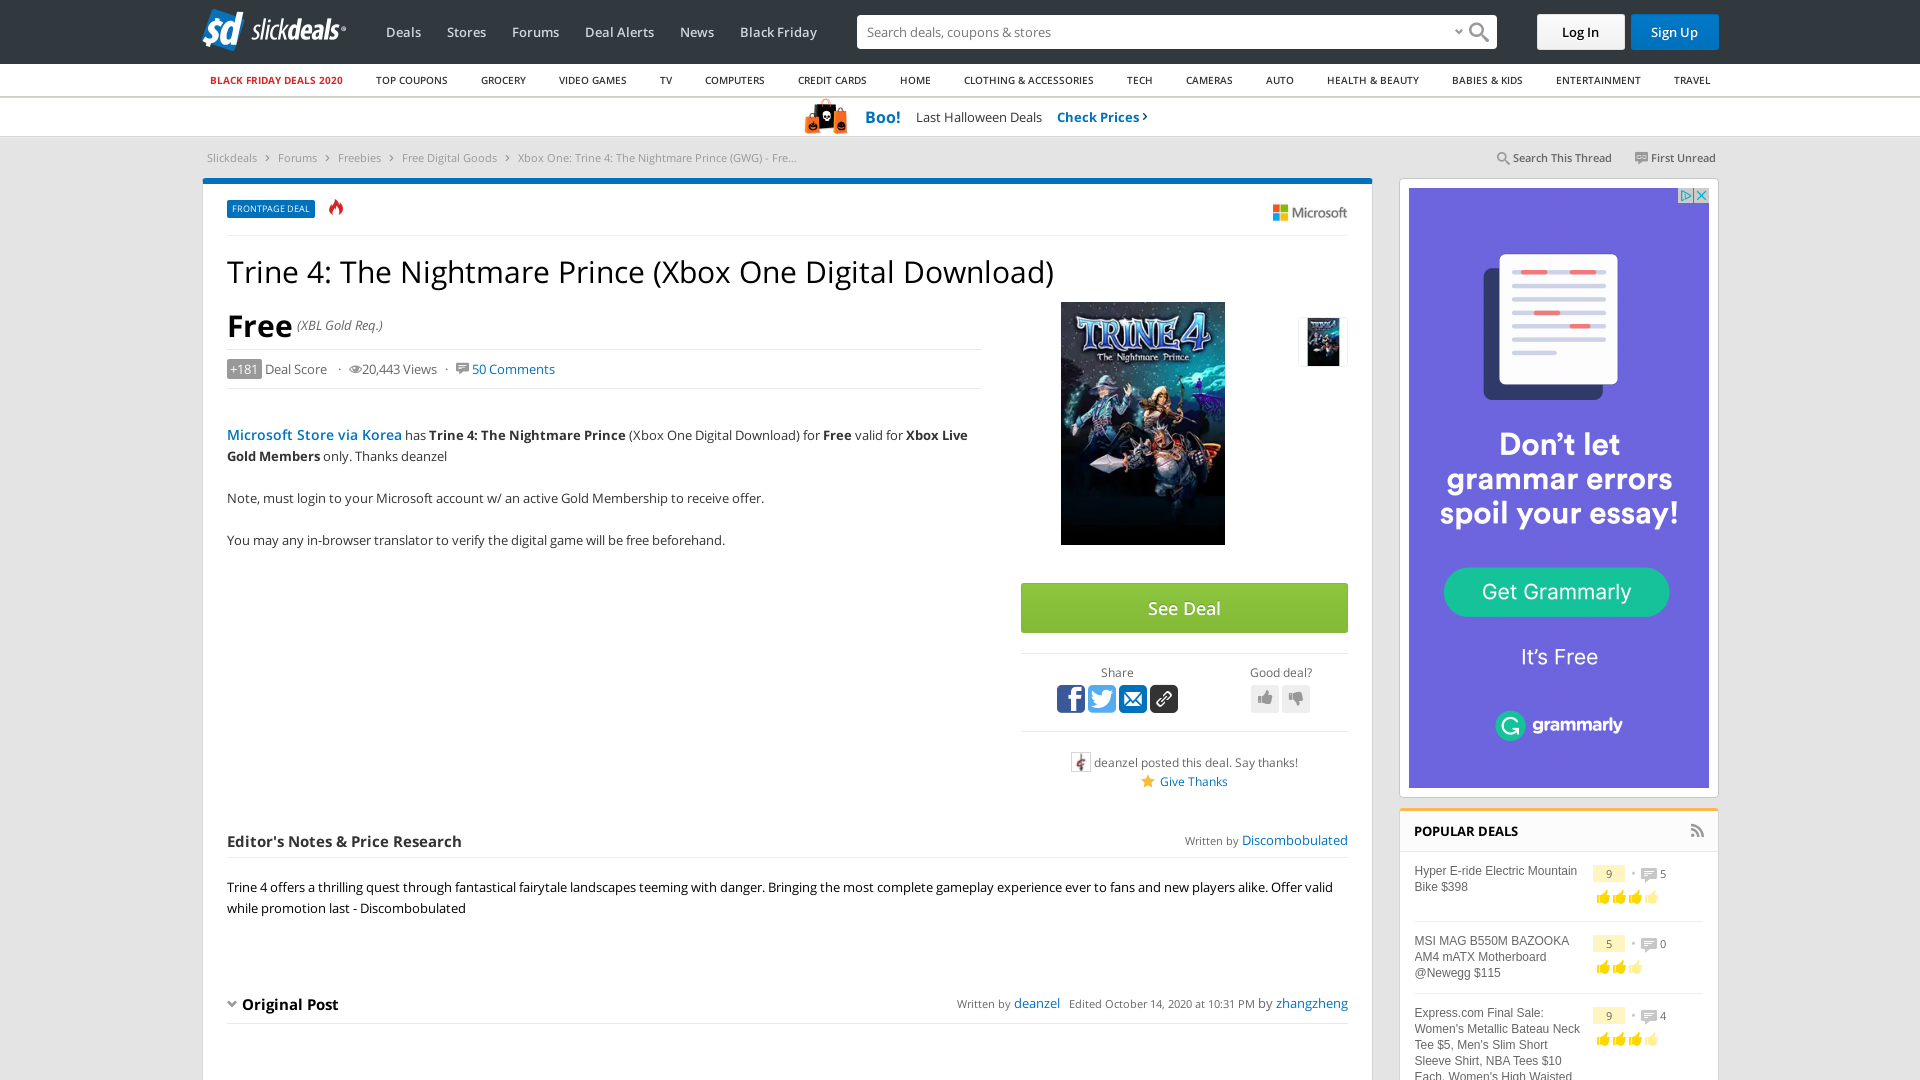 sd slickdeals
Deals Stores Forums Deal Alerts News Black Friday
Search deals, coupons & stores
Log In
Sign Up
BLACK FRIDAY DEALS 2020 TOP COUPONS GROCERY VIDEO GAMES TV COMPUTERS CREDIT CARDS HOME CLOTHING & ACCESSORIES TECH CAMERAS AUTO HEALTH & BEAUTY BABIES & KIDS ENTERTAINMENT TRAVEL
Boo! Last Halloween Deals Check Prices
Slickdeals > Forums > Freebies > Free Digital Goods > Xbox One: Trine 4: The Nightmare Prince (GWG) - Fre...
Search This Thread First Unread
FRONTPAGE DEAL
Microsoft
Trine 4: The Nightmare Prince (Xbox One Digital Download)
Free (XBL Gold Req.)
+181 Deal Score · 20,443 Views · 50 Comments
Microsoft Store via Korea has Trine 4: The Nightmare Prince (Xbox One Digital Download) for Free valid for Xbox Live
Gold Members only. Thanks deanzel
Note, must login to your Microsoft account w/ an active Gold Membership to receive offer.
You may any in-browser translator to verify the digital game will be free beforehand.
TRINE 4
The Nightmare Prince
TRINE 4
See Deal
Share
Good deal?
deanzel posted this deal. Say thanks!
Give Thanks
Editor's Notes & Price Research
Written by Discombobulated
Trine 4 offers a thrilling quest through fantastical fairytale landscapes teeming with danger. Bringing the most complete gameplay experience ever to fans and new players alike. Offer valid
while promotion last - Discombobulated
Original Post
Written by deanzel Edited October 14, 2020 at 10:31 PM by zhangzheng
Don't let
grammar errors
spoil your essay!
Get Grammarly
It's Free
grammarly
POPULAR DEALS
Hyper E-ride Electric Mountain
Bike $398
9 • 5
MSI MAG B550M BAZOOKA
AM4 mATX Motherboard
@Newegg $115
5 • 0
Express.com Final Sale:
Women's Metallic Bateau Neck
Tee $5, Men's Slim Short
Sleeve Shirt, NBA Tees $10
Each, Women's High Waisted
9 • 4